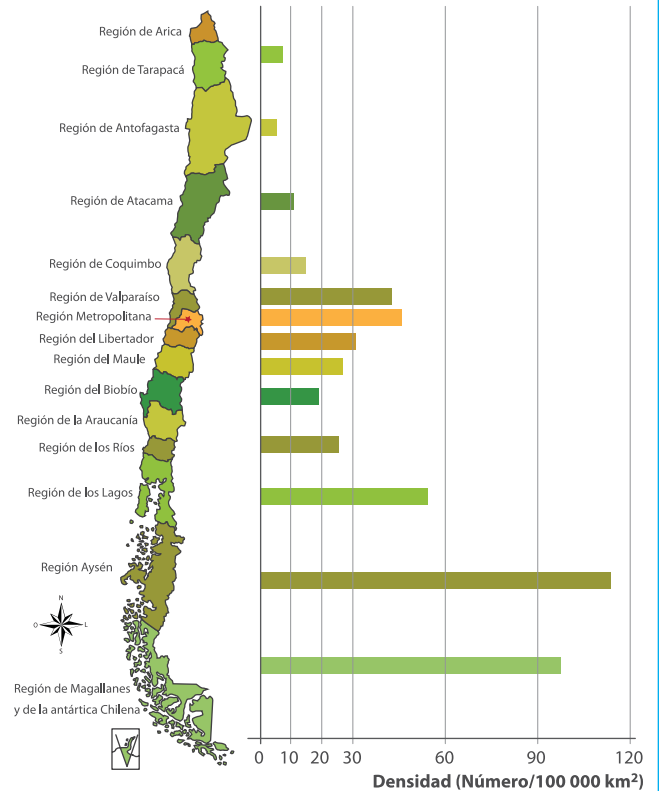 Región de Arica
Región de Tarapacá
Región de Antofagasta
Región de Atacama
Región de Coquimbo
Región de Valparaíso
Región Metropolitana
Región del Libertador
Región del Maule
Región del Biobío
Región de la Araucanía
Región de los Ríos
Región de los Lagos
Región Aysén
N
O L
S
Región de Magallanes
y de la antártica Chilena
0 10 20 30 60 90 120
Densidad (Número/100 000 km²)